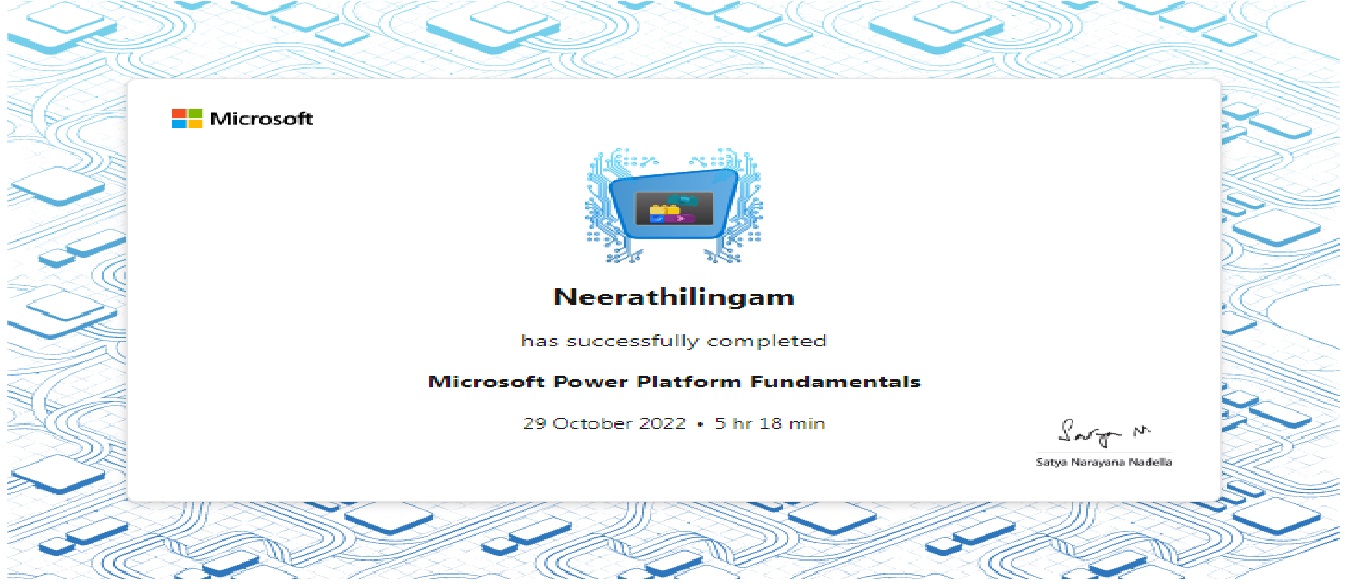 Microsoft
Neerathilingam
has successfully completed
Microsoft Power Platform Fundamentals
29 October 2022 • 5 hr 18 min
Satya N.
Satya Narayana Nadella